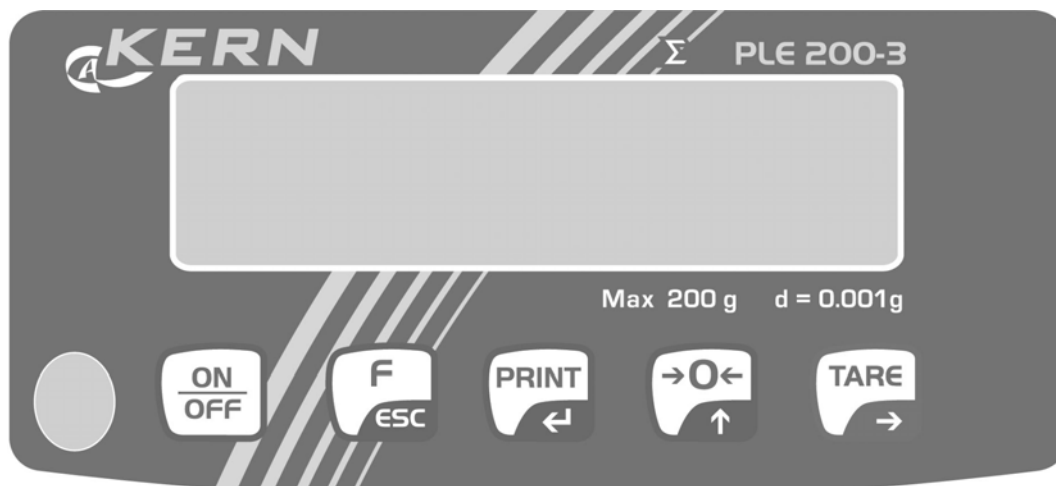 KERN
Σ PLE 200-3
Max 200 g d = 0.001g
ON
OFF
F
ESC
PRINT
→0←
TARE